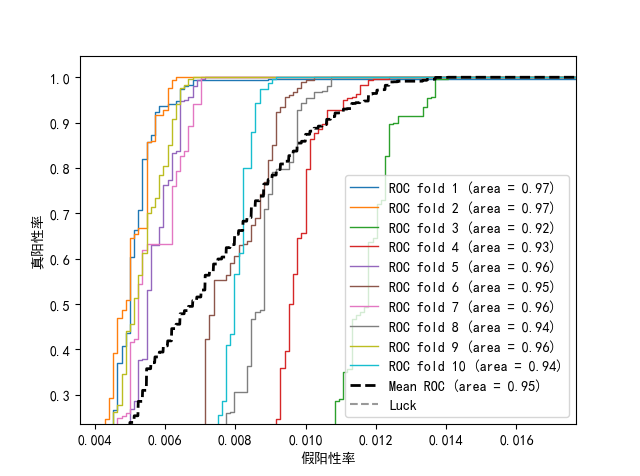 1.0
0.9
0.8
0.7
0.6
0.5
0.4
0.3
真阳性率
ROC fold 1 (area = 0.97)
ROC fold 2 (area = 0.97)
ROC fold 3 (area = 0.92)
ROC fold 4 (area = 0.93)
ROC fold 5 (area = 0.96)
ROC fold 6 (area = 0.95)
ROC fold 7 (area = 0.96)
ROC fold 8 (area = 0.94)
ROC fold 9 (area = 0.96)
ROC fold 10 (area = 0.94)
Mean ROC (area = 0.95)
Luck
0.004 0.006 0.008 0.010 0.012 0.014 0.016
假阳性率